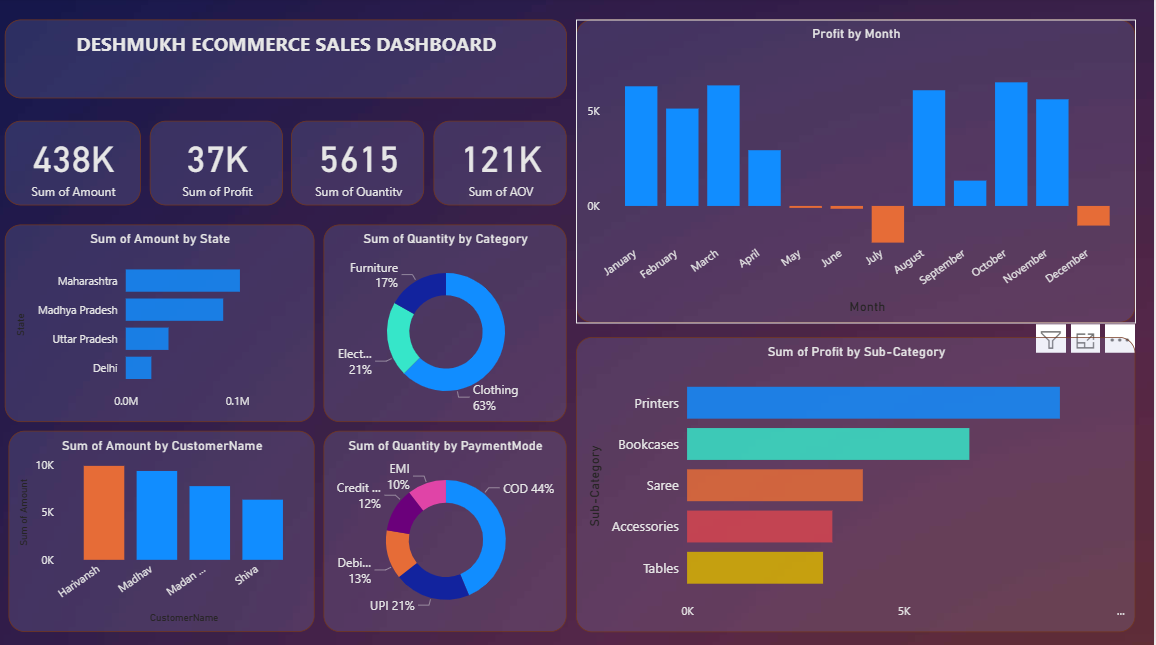 DESHMUKH ECOMMERCE SALES DASHBOARD
438K
Sum of Amount
37K
Sum of Profit
5615
Sum of Quantity
121K
Sum of AOV
Profit by Month
5K
0K
January
February
March
April
May
June
July
August
September
October
November
December
Month
Sum of Amount by State
State
Maharashtra
Madhya Pradesh
Uttar Pradesh
Delhi
0.0M
0.1M
Sum of Quantity by Category
Furniture
17%
Elect...
21%
Clothing
63%
Sum of Amount by CustomerName
Sum of Amount
10K
5K
0K
Harivansh
Madhav
Madan ...
Shiva
CustomerName
Sum of Quantity by PaymentMode
EMI
10%
Credit ...
12%
Debi...
13%
UPI 21%
COD 44%
Sum of Profit by Sub-Category
Sub-Category
Printers
Bookcases
Saree
Accessories
Tables
0K
5K
...